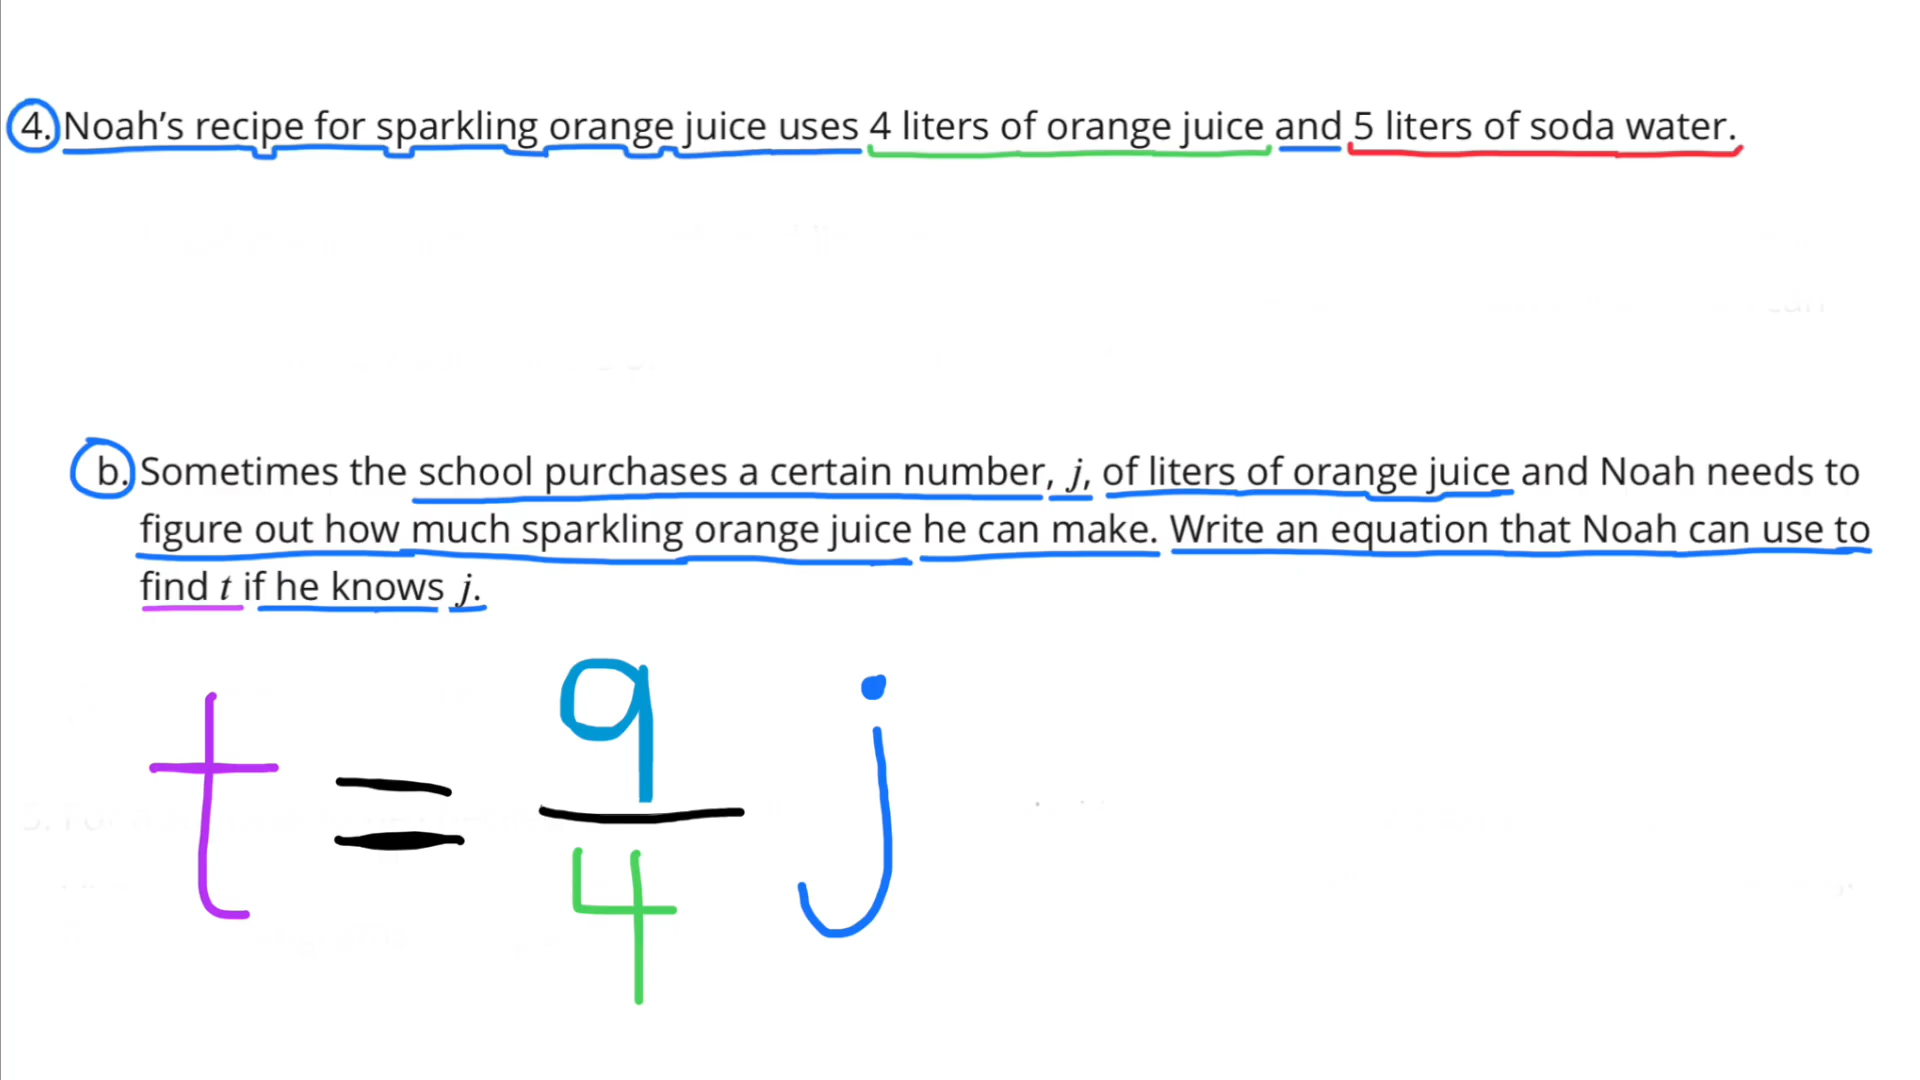 4. Noah's recipe for sparkling orange juice uses 4 liters of orange juice and 5 liters of soda water.
b. Sometimes the school purchases a certain number, j, of liters of orange juice and Noah needs to
figure out how much sparkling orange juice he can make. Write an equation that Noah can use to
find t if he knows j.
t = 9/4 j